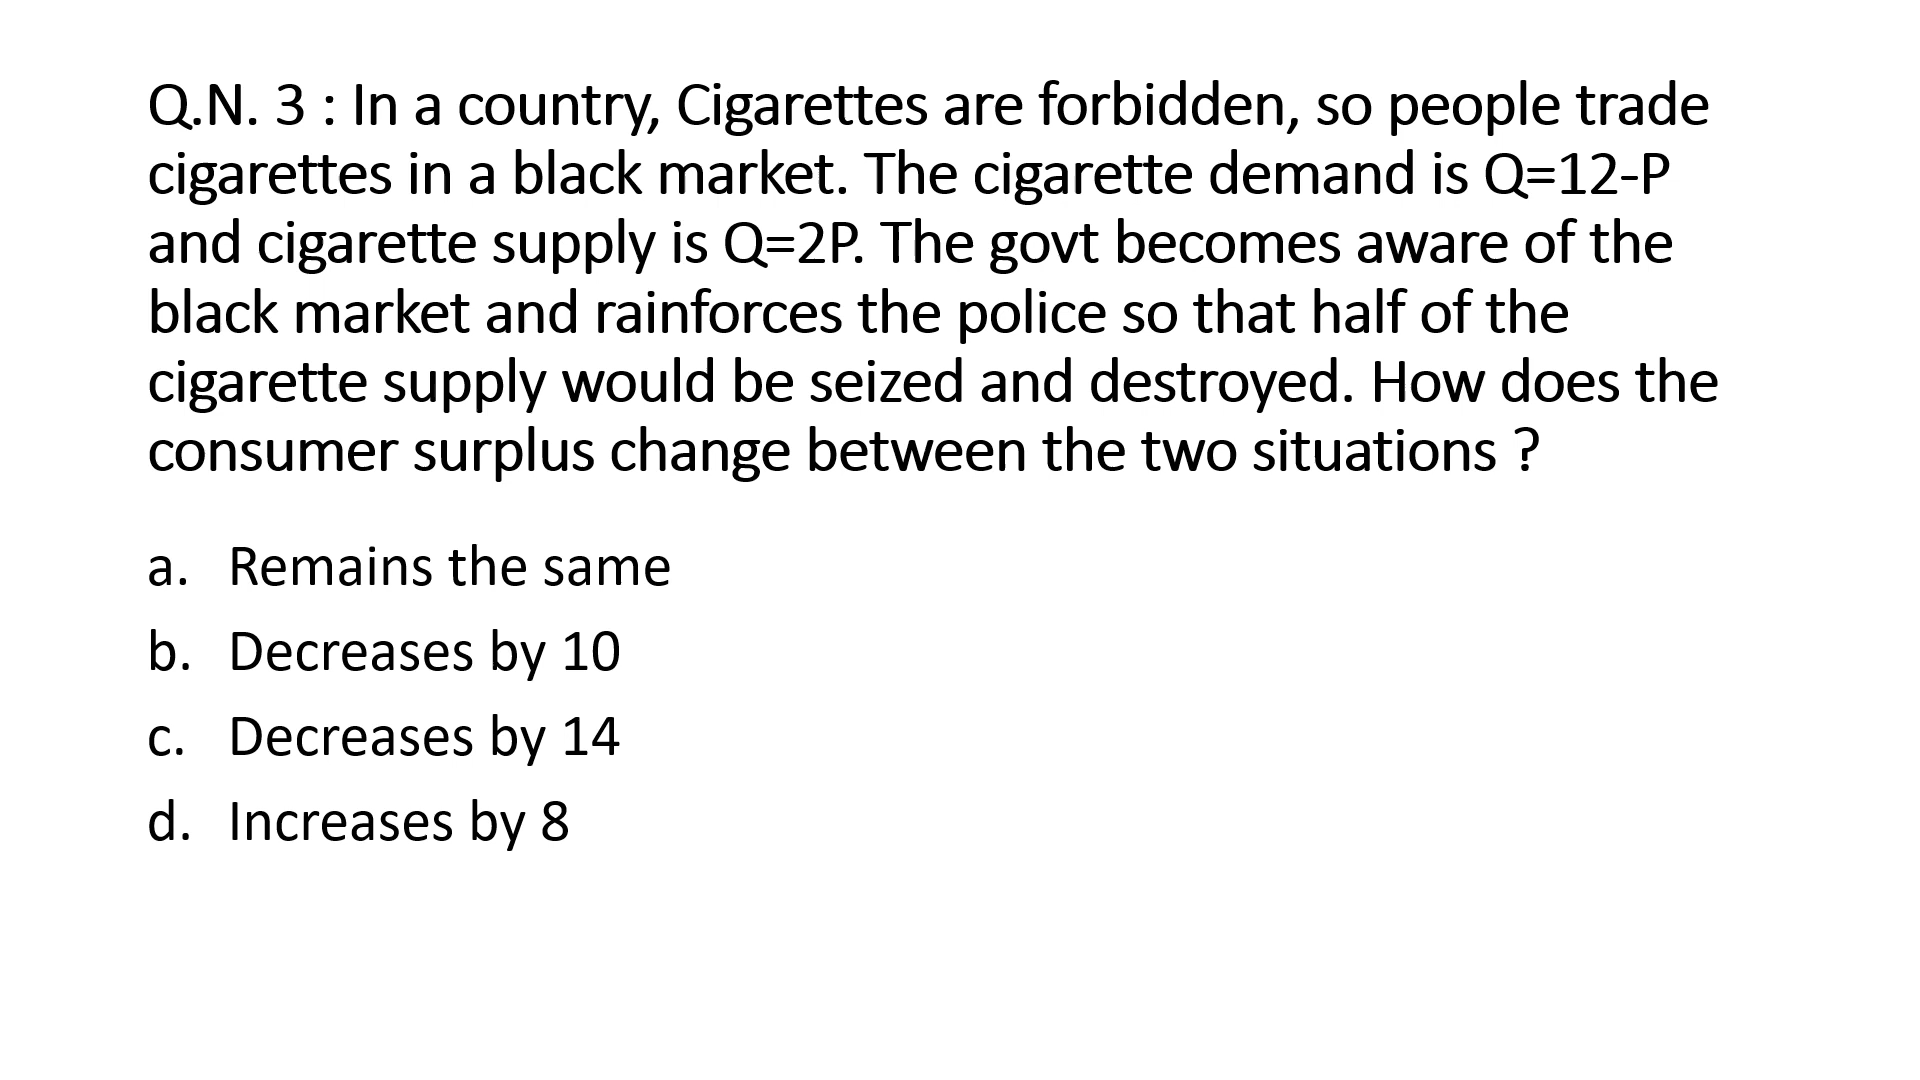 Q.N. 3 : In a country, Cigarettes are forbidden, so people trade
cigarettes in a black market. The cigarette demand is Q=12-P
and cigarette supply is Q=2P. The govt becomes aware of the
black market and rainforces the police so that half of the
cigarette supply would be seized and destroyed. How does the
consumer surplus change between the two situations ?
a. Remains the same
b. Decreases by 10
c. Decreases by 14
d. Increases by 8